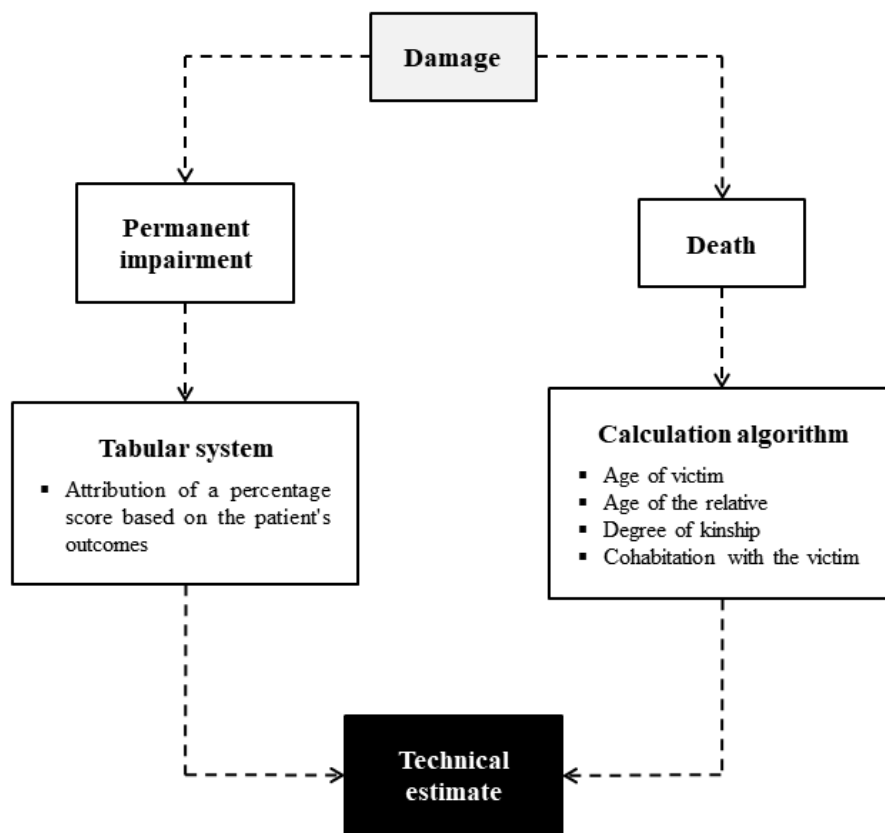 Damage
Permanent
impairment
Death
Tabular system
▪ Attribution of a percentage
score based on the patient's
outcomes
Calculation algorithm
▪ Age of victim
▪ Age of the relative
▪ Degree of kinship
▪ Cohabitation with the victim
Technical
estimate